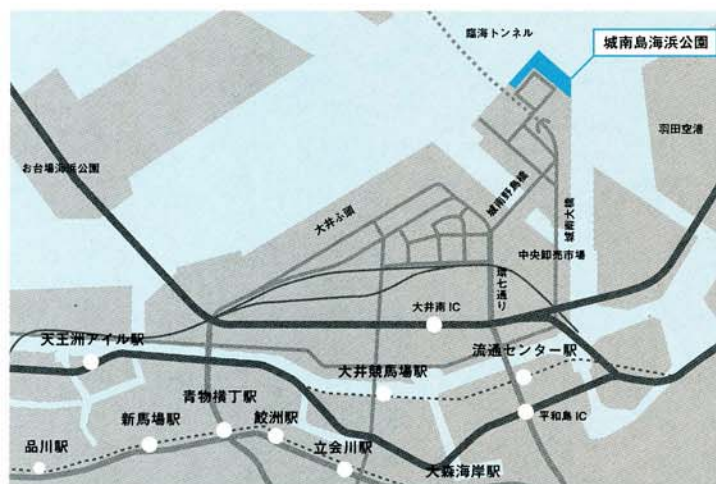 臨海トンネル
城南島海浜公園
羽田空港
お台場海浜公園
大井ふ頭
城南野鳥橋
城南大橋
中央卸売市場
環七通り
大井南IC
天王洲アイル駅
流通センター駅
大井競馬場駅
青物横丁駅
鮫洲駅
新馬場駅
平和島IC
品川駅
立会川駅
大森海岸駅